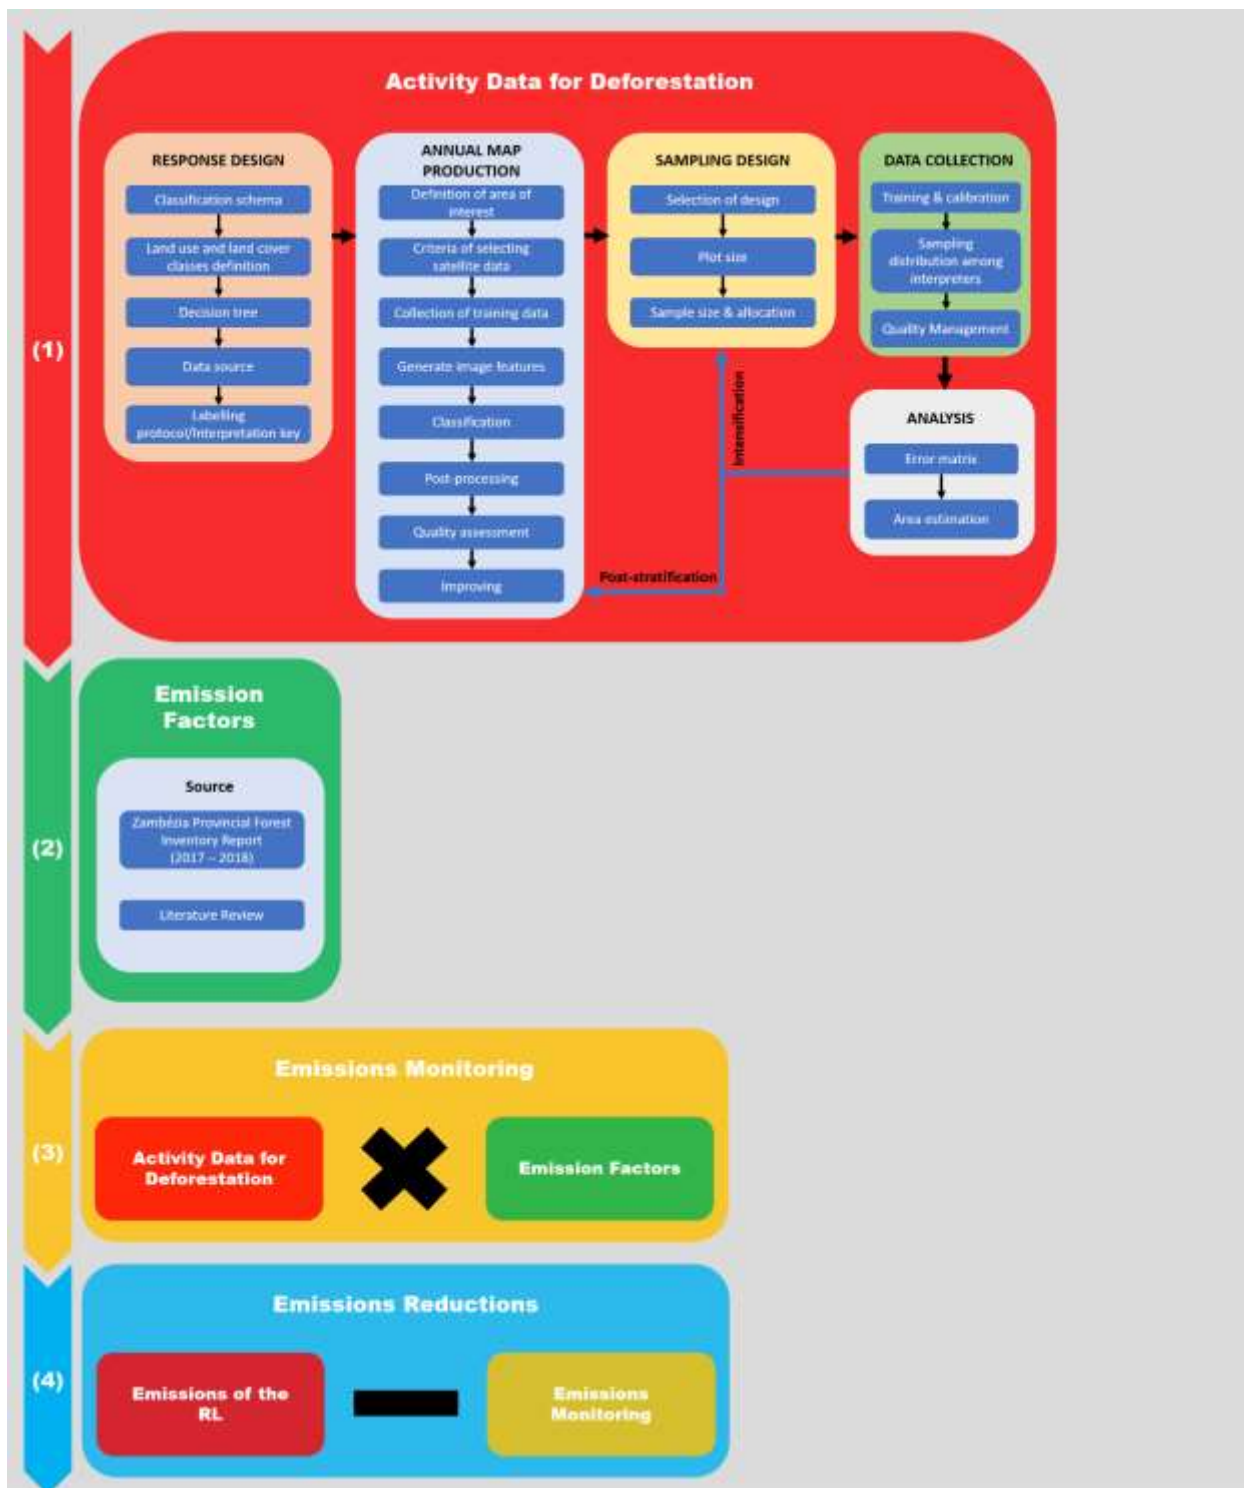 (1)
Activity Data for Deforestation
RESPONSE DESIGN
Classification schema
Land use and land cover
classes definition
Decision tree
Data source
Labelling
protocol/Interpretation key
ANNUAL MAP
PRODUCTION
Definition of area of
interest
Criteria of selecting
satellite data
Collection of training data
Generate image features
Classification
Post-processing
Quality assessment
Improving
SAMPLING DESIGN
Selection of design
Plot size
Sample size & allocation
DATA COLLECTION
Training & calibration
Sampling
distribution among
interpreters
Quality Management
ANALYSIS
Error matrix
Area estimation
Intensification
Post-stratification
(2)
Emission
Factors
Source
Zambézia Provincial Forest
Inventory Report
(2017 – 2018)
Literature Review
(3)
Emissions Monitoring
Activity Data for
Deforestation
Emission Factors
(4)
Emissions Reductions
Emissions of the
RL
Emissions
Monitoring